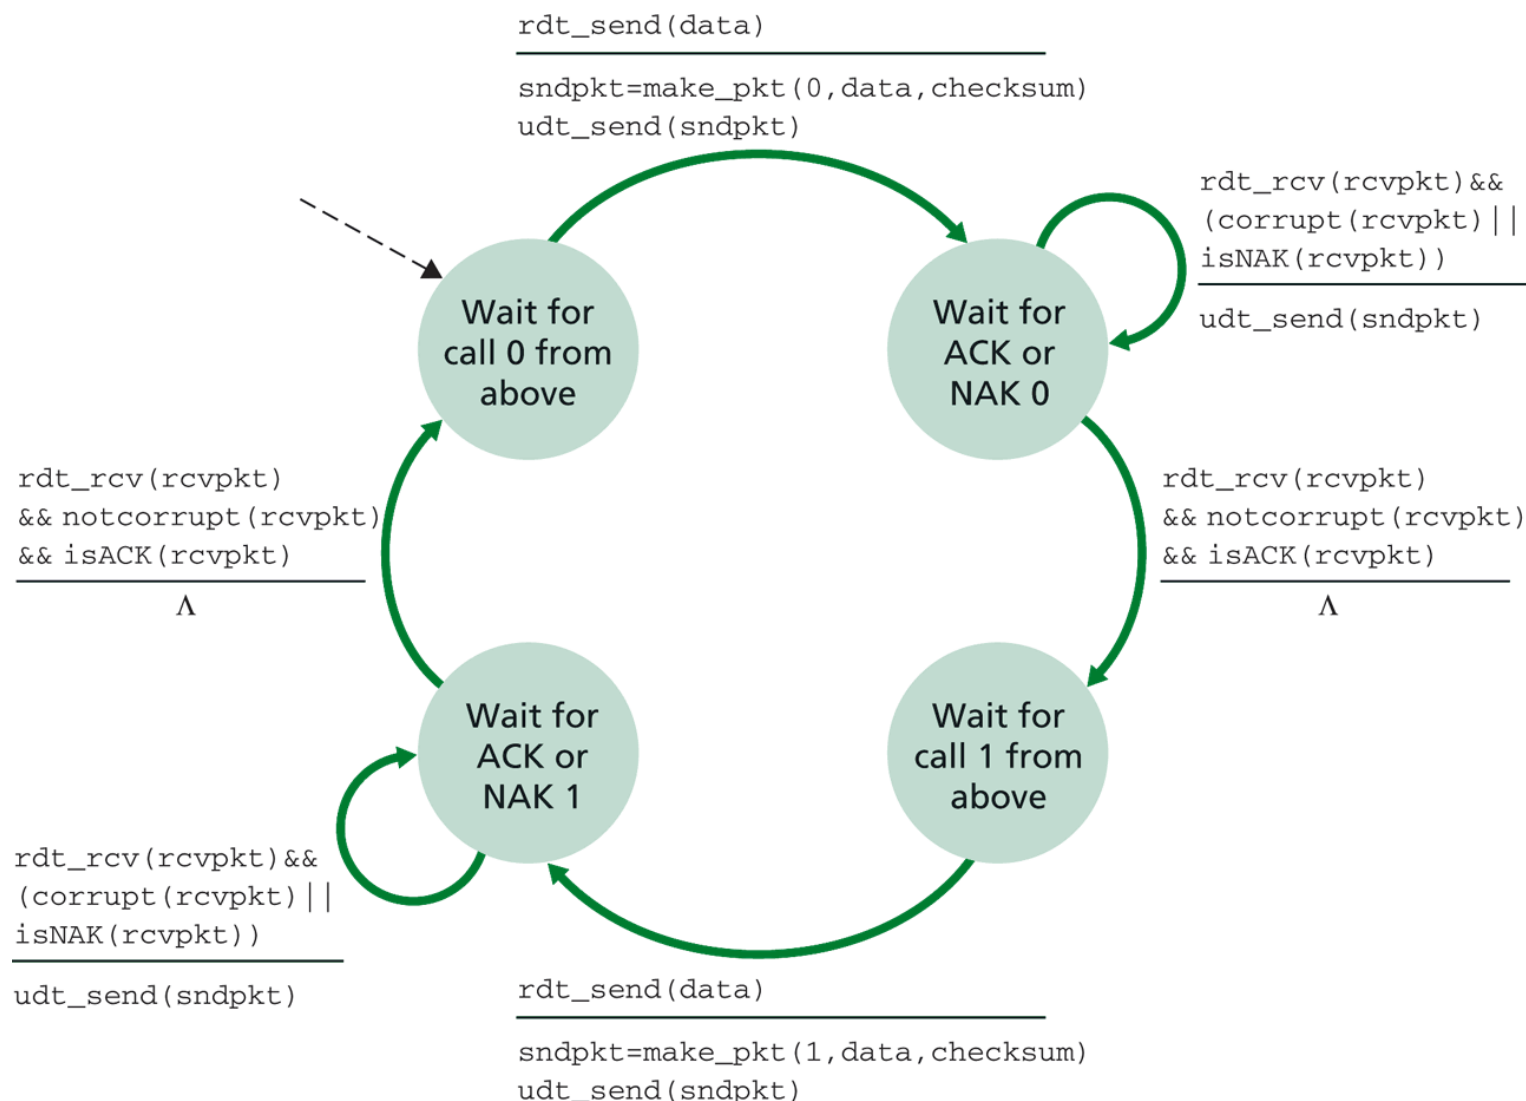 rdt_send(data)
sndpkt=make_pkt(0,data,checksum)
udt_send(sndpkt)
rdt_rcv(rcvpkt)&&
(corrupt(rcvpkt)||
isNAK(rcvpkt))
udt_send(sndpkt)
Wait for
call 0 from
above
Wait for
ACK or
NAK 0
rdt_rcv(rcvpkt)
&& notcorrupt(rcvpkt)
&& isACK(rcvpkt)
Λ
rdt_rcv(rcvpkt)
&& notcorrupt(rcvpkt)
&& isACK(rcvpkt)
Λ
Wait for
ACK or
NAK 1
Wait for
call 1 from
above
rdt_rcv(rcvpkt)&&
(corrupt(rcvpkt)||
isNAK(rcvpkt))
udt_send(sndpkt)
rdt_send(data)
sndpkt=make_pkt(1,data,checksum)
udt_send(sndpkt)